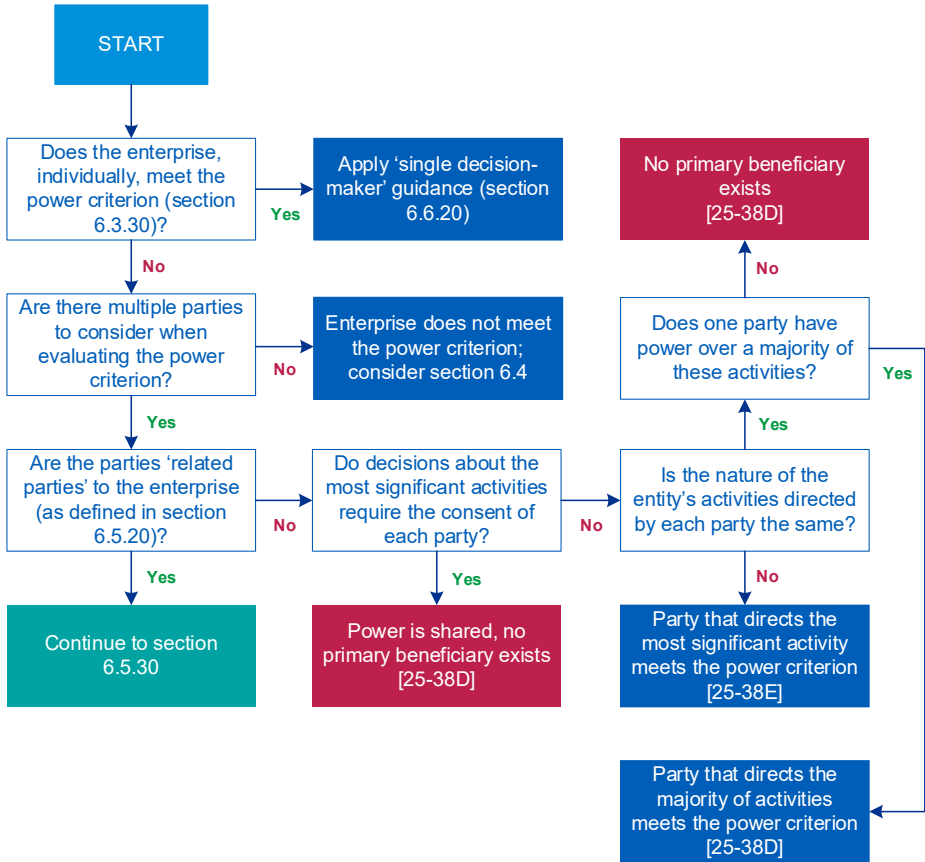 START
Does the enterprise,
individually, meet the
power criterion (section
6.3.30)?
Yes
Apply ‘single decision-
maker’ guidance (section
6.6.20)
No
Are there multiple parties
to consider when
evaluating the power
criterion?
No
Enterprise does not meet
the power criterion;
consider section 6.4
Yes
Are the parties ‘related
parties’ to the enterprise
(as defined in section
6.5.20)?
No
Do decisions about the
most significant activities
require the consent of
each party?
No
Is the nature of the
entity’s activities directed
by each party the same?
Yes
Continue to section
6.5.30
Yes
Power is shared, no
primary beneficiary exists
[25-38D]
No
Party that directs the
most significant activity
meets the power criterion
[25-38E]
Yes
Does one party have
power over a majority of
these activities?
No
No primary beneficiary
exists
[25-38D]
Yes
Party that directs the
majority of activities
meets the power criterion
[25-38D]